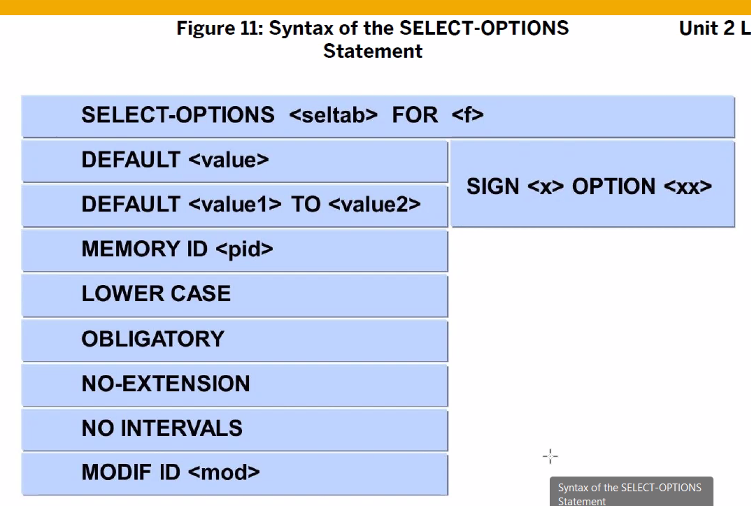 Figure 11: Syntax of the SELECT-OPTIONS
Statement
Unit 2 L
SELECT-OPTIONS <seltab> FOR <f>
DEFAULT <value>
DEFAULT <value1> TO <value2>
SIGN <x> OPTION <xx>
MEMORY ID <pid>
LOWER CASE
OBLIGATORY
NO-EXTENSION
NO INTERVALS
MODIF ID <mod>
Syntax of the SELECT-OPTIONS
Statement